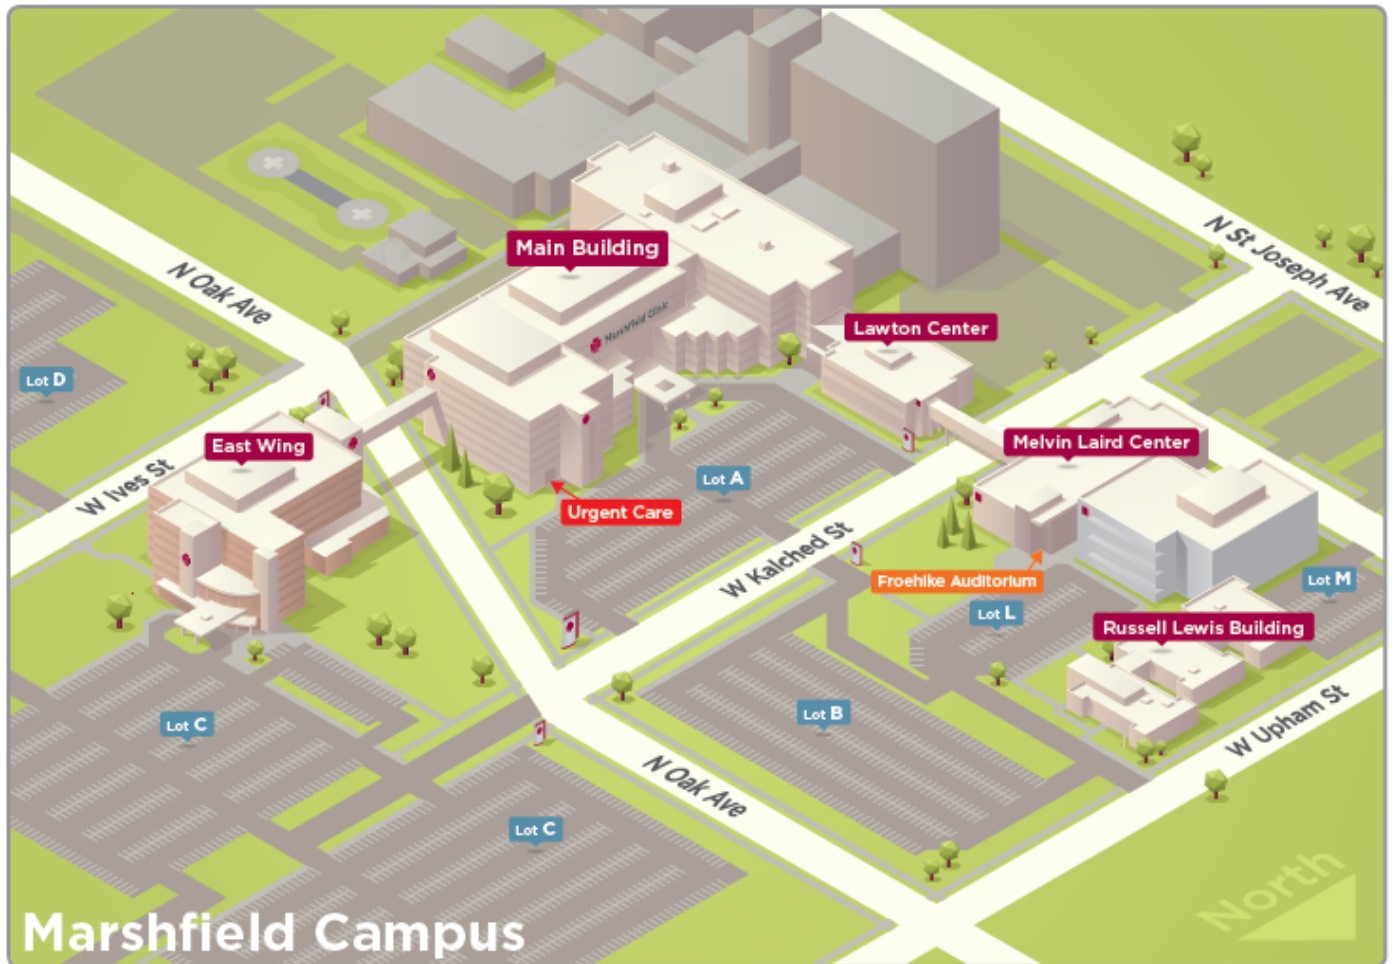 N St Joseph Ave
Main Building
N Oak Ave
Marshfield Clinic
Lawton Center
Lot D
East Wing
Melvin Laird Center
W Ives St
Lot A
Urgent Care
W Kalched St
Froehlke Auditorium
Lot M
Lot L
Russell Lewis Building
Lot C
Lot B
W Upham St
N Oak Ave
Lot C
North
Marshfield Campus